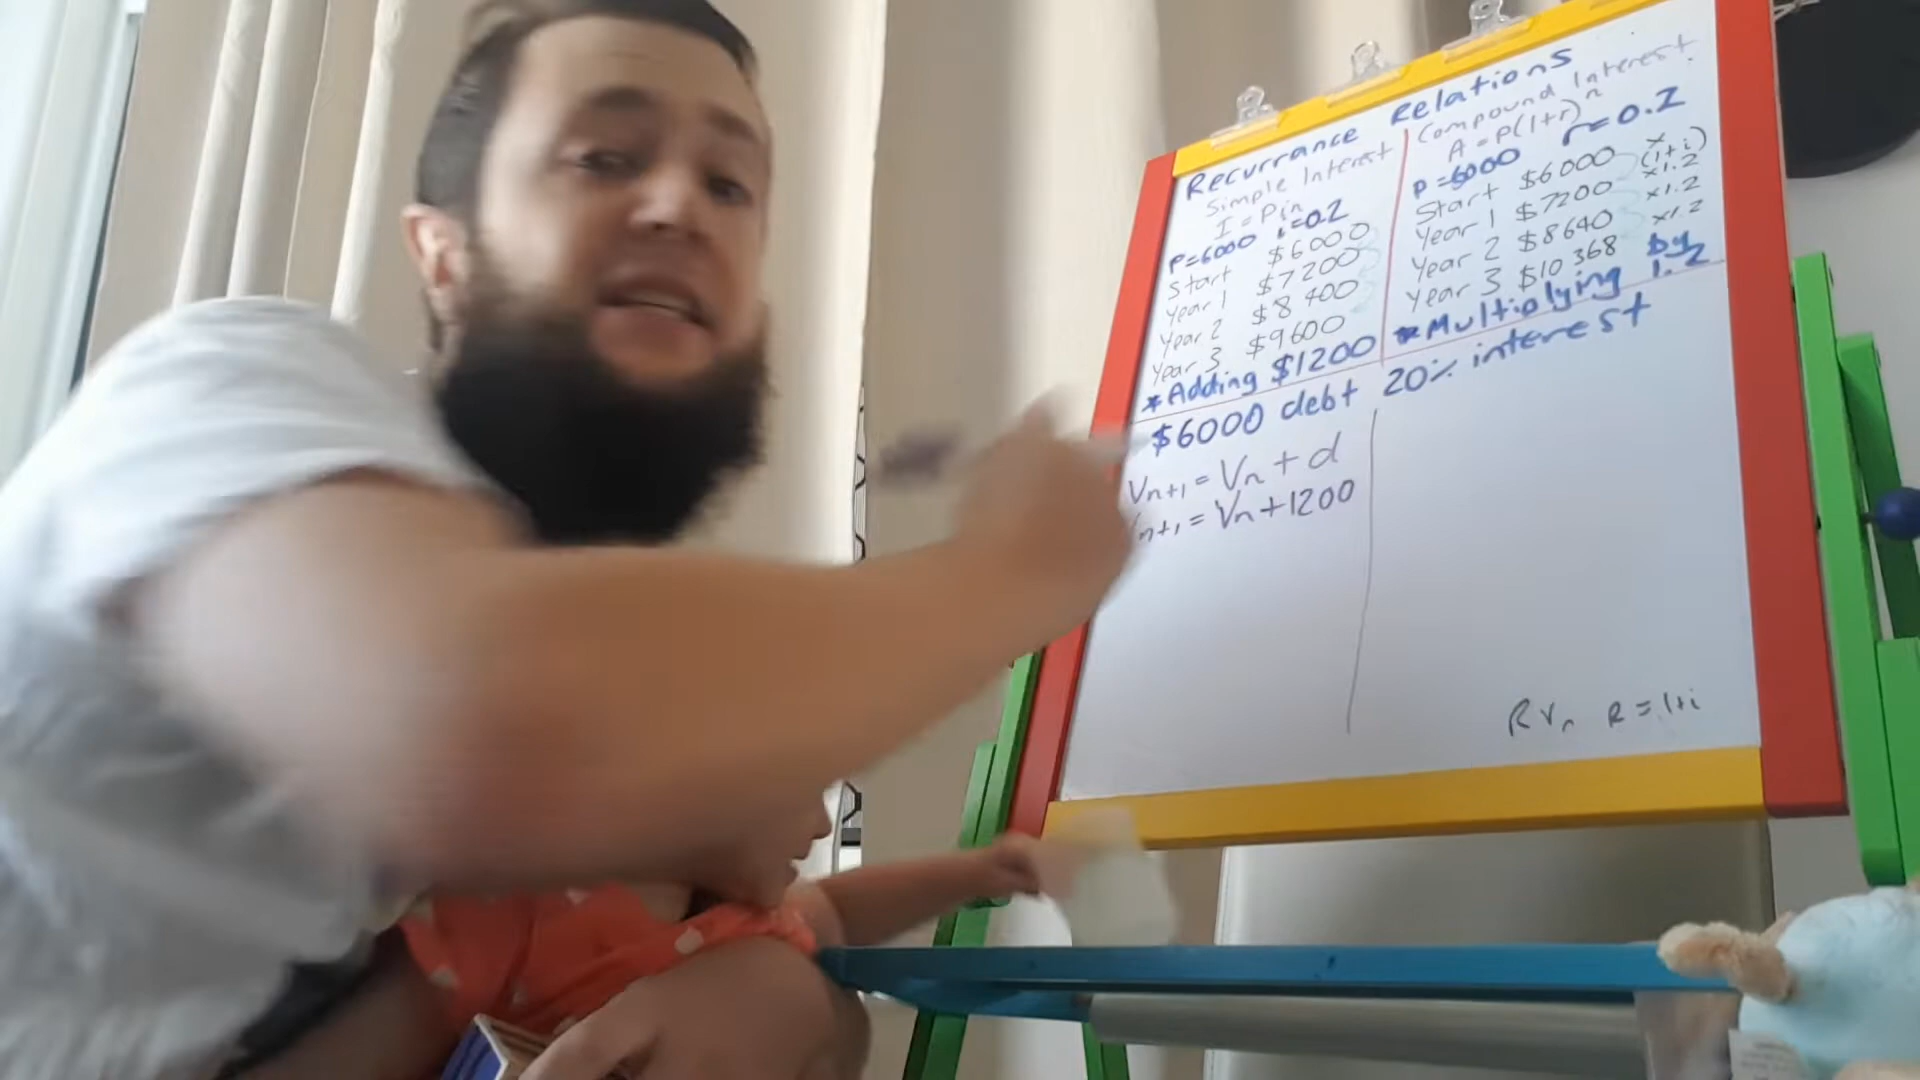 Recurrance Relations
Simple Interest
I = Pin
P=6000 i=0.2
Start $6000
Year 1 $7200
Year 2 $8400
Year 3 $9600
*Adding $1200
Compound Interest
A = P(1+r)^n
P=6000 r=0.2
Start $6000 × (1+i)
Year 1 $7200 ×1.2
Year 2 $8640 ×1.2
Year 3 $10 368 ×1.2
*Multiplying by 1.2
$6000 debt 20% interest
Vn+1 = Vn + d
n+1 = Vn+1200
RVn R=1+i